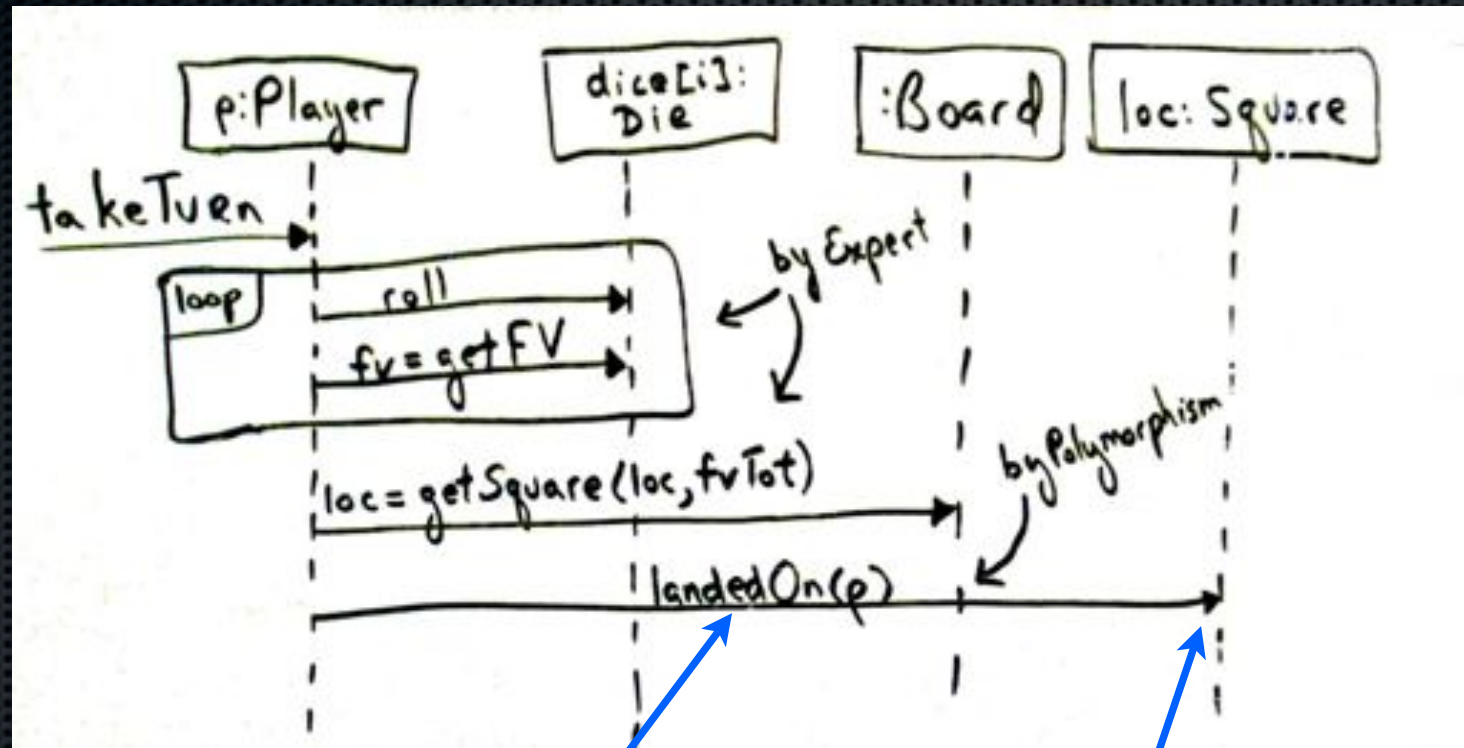 p:Player
dice[i]:
Die
:Board
loc: Square
takeTurn
by Expert
loop
roll
fv = getFV
by Polymorphism
loc = getSquare(loc, fvTot)
landedOn(p)